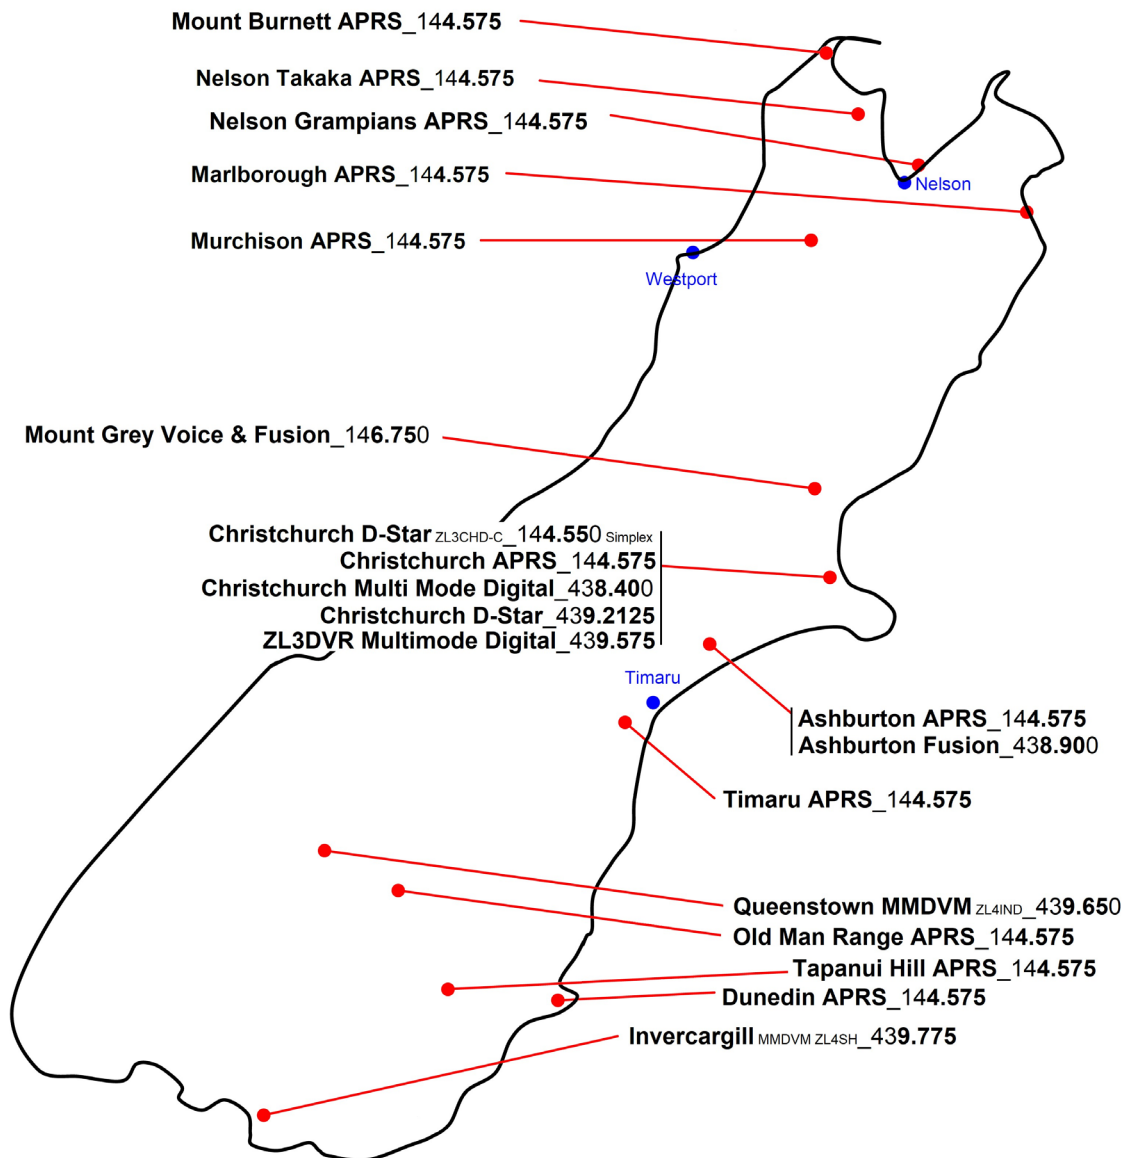 Mount Burnett APRS_144.575
Nelson Takaka APRS_144.575
Nelson Grampians APRS_144.575
Marlborough APRS_144.575
Nelson
Murchison APRS_144.575
Westport
Mount Grey Voice & Fusion_146.750
Christchurch D-Star ZL3CHD-C_144.550 Simplex
Christchurch APRS_144.575
Christchurch Multi Mode Digital_438.400
Christchurch D-Star_439.2125
ZL3DVR Multimode Digital_439.575
Timaru
Ashburton APRS_144.575
Ashburton Fusion_438.900
Timaru APRS_144.575
Queenstown MMDVM ZL4IND_439.650
Old Man Range APRS_144.575
Tapanui Hill APRS_144.575
Dunedin APRS_144.575
Invercargill MMDVM ZL4SH_439.775